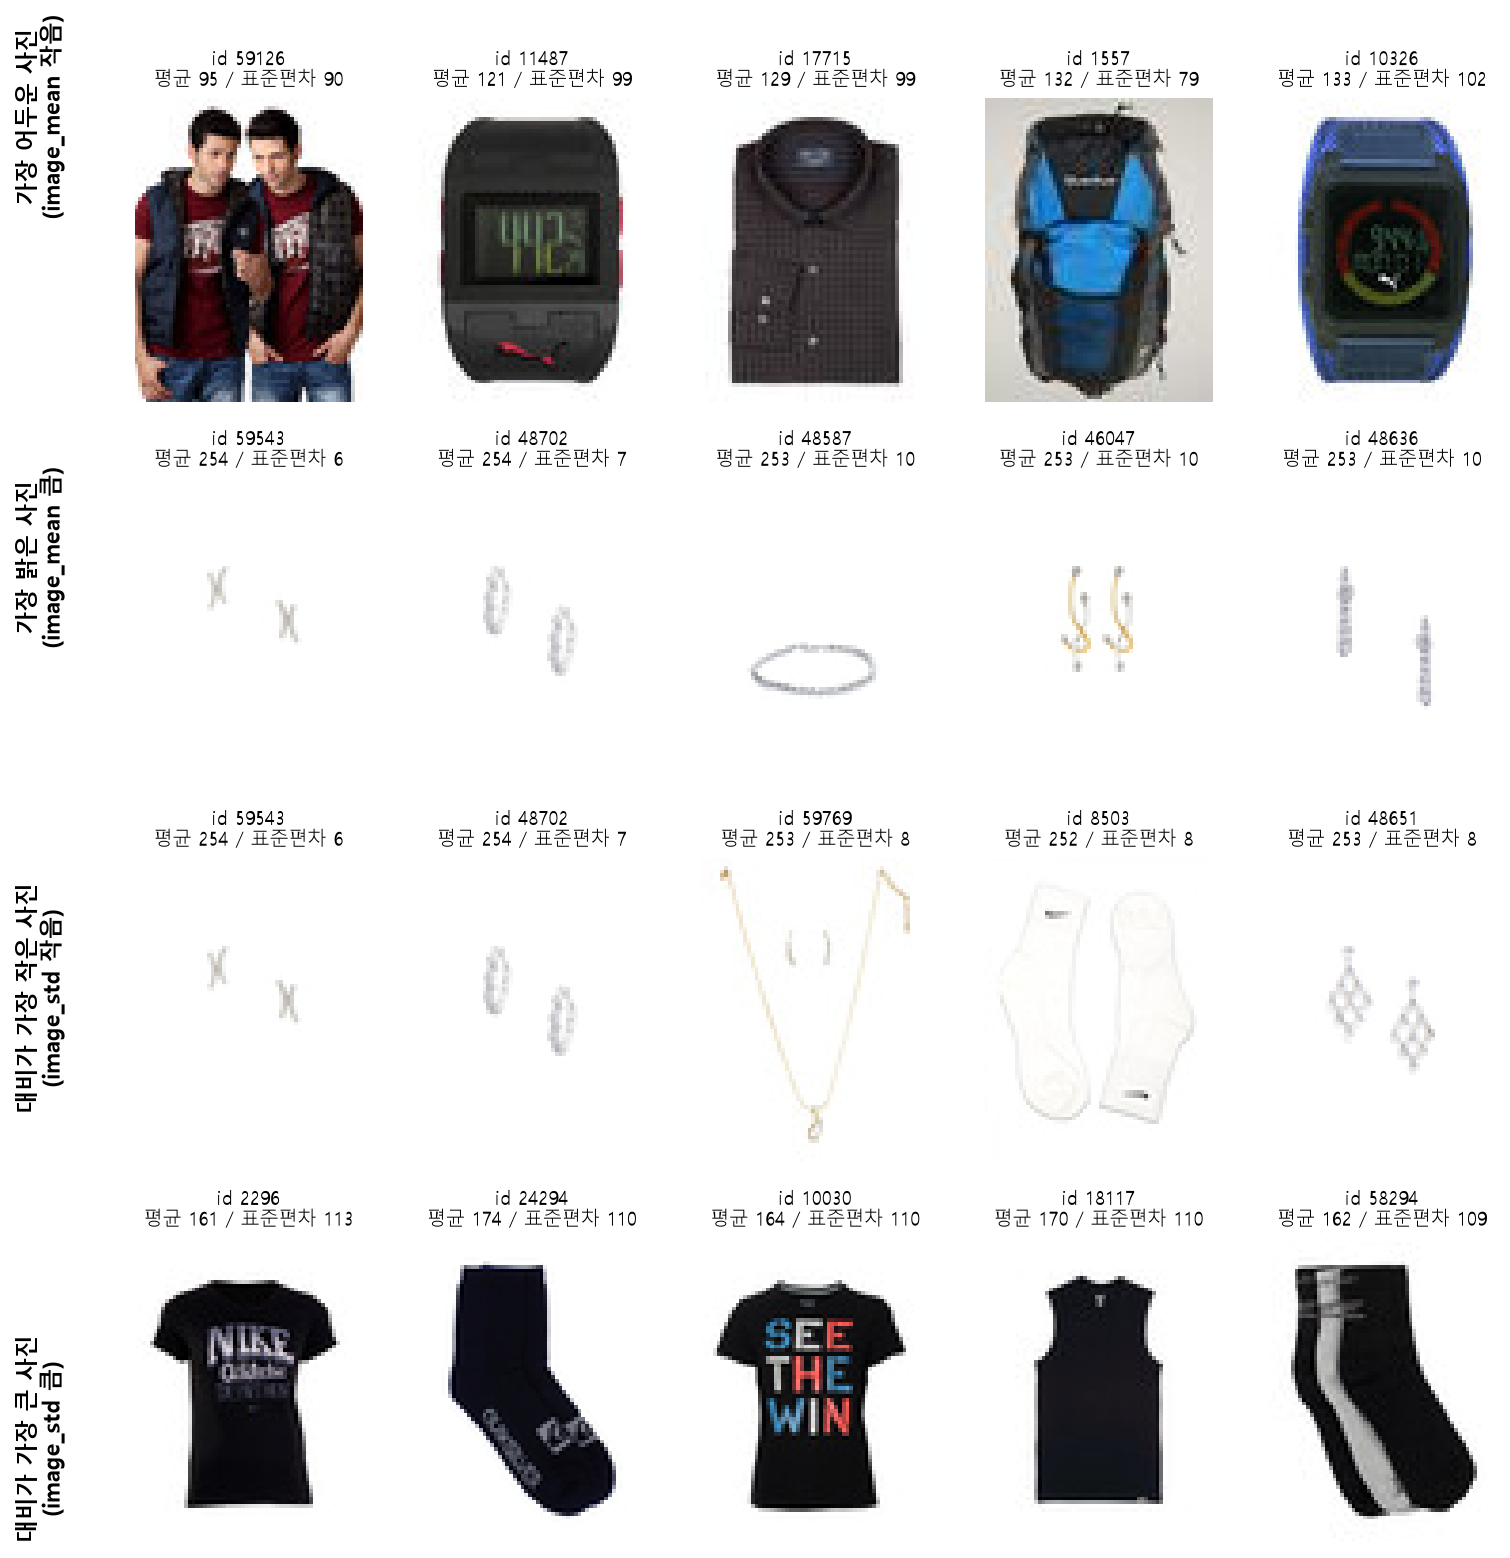 가장 어두운 사진
(image_mean 작음)
id 59126
평균 95 / 표준편차 90
id 11487
평균 121 / 표준편차 99
id 17715
평균 129 / 표준편차 99
id 1557
평균 132 / 표준편차 79
id 10326
평균 133 / 표준편차 102
가장 밝은 사진
(image_mean 큼)
id 59543
평균 254 / 표준편차 6
id 48702
평균 254 / 표준편차 7
id 48587
평균 253 / 표준편차 10
id 46047
평균 253 / 표준편차 10
id 48636
평균 253 / 표준편차 10
대비가 가장 작은 사진
(image_std 작음)
id 59543
평균 254 / 표준편차 6
id 48702
평균 254 / 표준편차 7
id 59769
평균 253 / 표준편차 8
id 8503
평균 252 / 표준편차 8
id 48651
평균 253 / 표준편차 8
대비가 가장 큰 사진
(image_std 큼)
id 2296
평균 161 / 표준편차 113
id 24294
평균 174 / 표준편차 110
id 10030
평균 164 / 표준편차 110
id 18117
평균 170 / 표준편차 110
id 58294
평균 162 / 표준편차 109
NIKE
SEE
THE
WIN